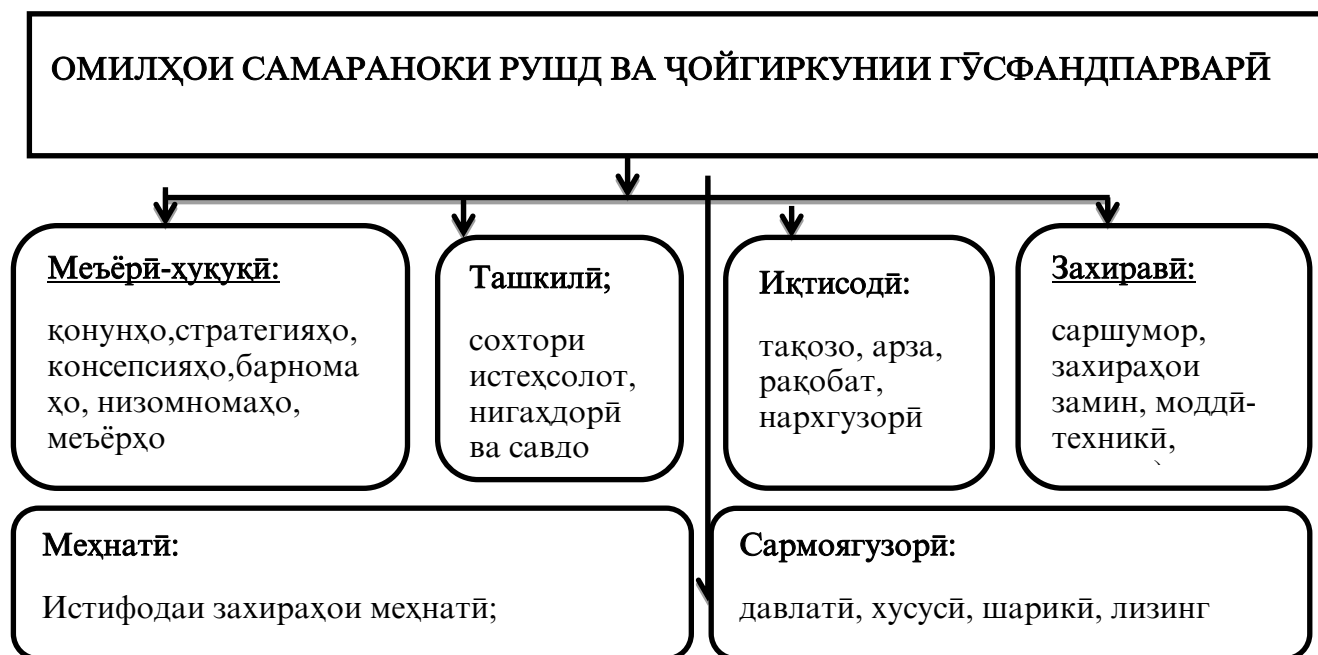 ОМИЛҲОИ САМАРАНОКИ РУШД ВА ҶОЙГИРКУНИИ ГӮСФАНДПАРВАРӢ
Меъёрӣ-ҳуқуқӣ:
қонунҳо,стратегияҳо,
консепсияҳо,барнома
ҳо, низомномаҳо,
меъёрҳо
Ташкилӣ;
сохтори
истеҳсолот,
нигаҳдорӣ
ва савдо
Иқтисодӣ:
тақозо, арза,
рақобат,
нархгузорӣ
Захиравӣ:
саршумор,
захираҳои
замин, моддӣ-
техникӣ,
Меҳнатӣ:
Истифодаи захираҳои меҳнатӣ;
Сармоягузорӣ:
давлатӣ, хусусӣ, шарикӣ, лизинг